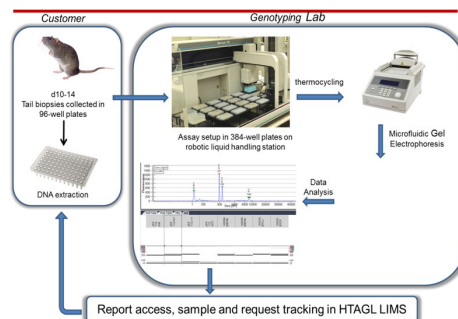 Customer
Genotyping Lab
d10-14
Tail biopsies collected in
96-well plates
DNA extraction
Assay setup in 384-well plates on
robotic liquid handling station
thermocycling
Microfluidic Gel
Electrophoresis
Data
Analysis
Report access, sample and request tracking in HTAGL LIMS